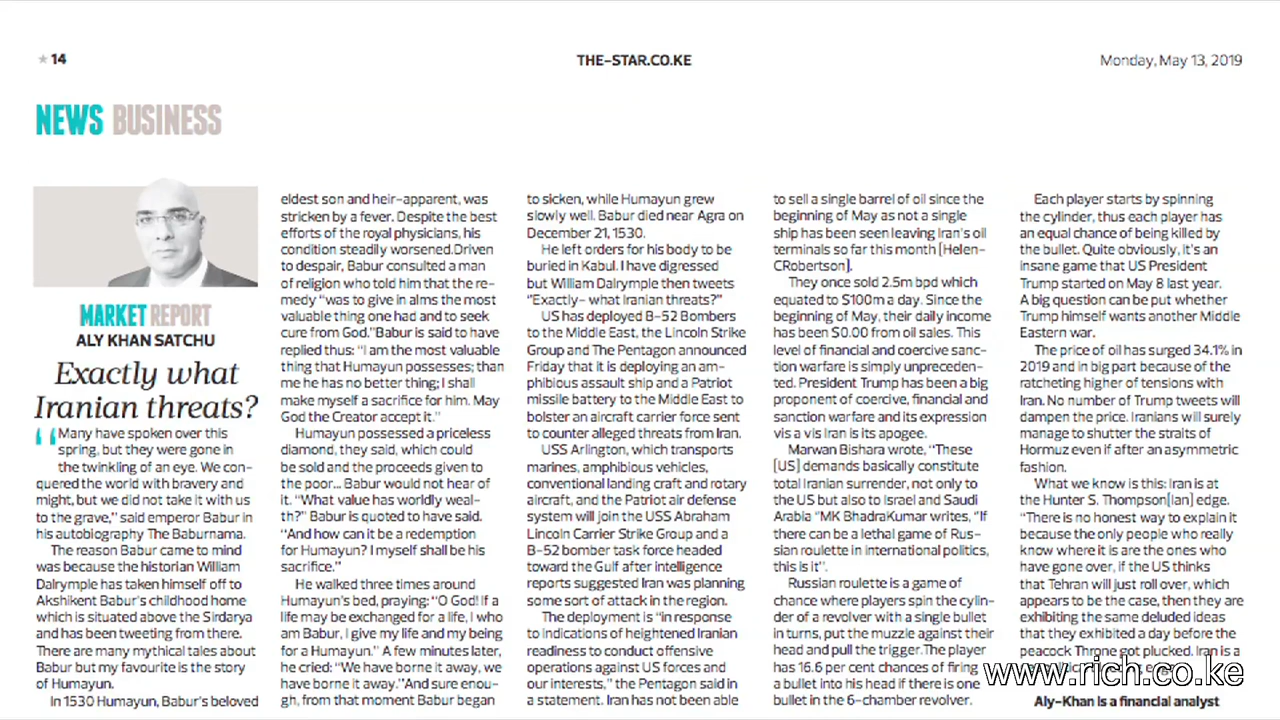 ★ 14
THE-STAR.CO.KE
Monday, May 13, 2019
NEWS BUSINESS
MARKET REPORT
ALY KHAN SATCHU
Exactly what
Iranian threats?
“Many have spoken over this
spring, but they were gone in
the twinkling of an eye. We con-
quered the world with bravery and
might, but we did not take it with us
to the grave,” said emperor Babur in
his autobiography The Baburnama.
The reason Babur came to mind
was because the historian William
Dalrymple has taken himself off to
Akshikent Babur's childhood home
which is situated above the Sirdarya
and has been tweeting from there.
There are many mythical tales about
Babur but my favourite is the story
of Humayun.
In 1530 Humayun, Babur's beloved
eldest son and heir-apparent, was
stricken by a fever. Despite the best
efforts of the royal physicians, his
condition steadily worsened.Driven
to despair, Babur consulted a man
of religion who told him that the re-
medy “was to give in alms the most
valuable thing one had and to seek
cure from God.”Babur is said to have
replied thus: “I am the most valuable
thing that Humayun possesses; than
me he has no better thing; I shall
make myself a sacrifice for him. May
God the Creator accept it.”
Humayun possessed a priceless
diamond, they said, which could
be sold and the proceeds given to
the poor... Babur would not hear of
it. “What value has worldly weal-
th?” Babur is quoted to have said.
“And how can it be a redemption
for Humayun? I myself shall be his
sacrifice.”
He walked three times around
Humayun's bed, praying: “O God! If a
life may be exchanged for a life, I who
am Babur, I give my life and my being
for a Humayun.” A few minutes later,
he cried: “We have borne it away, we
have borne it away.”And sure enou-
gh, from that moment Babur began
to sicken, while Humayun grew
slowly well. Babur died near Agra on
December 21, 1530.
He left orders for his body to be
buried in Kabul. I have digressed
but William Dalrymple then tweets
“Exactly- what Iranian threats?”
US has deployed B-52 Bombers
to the Middle East, the Lincoln Strike
Group and The Pentagon announced
Friday that it is deploying an am-
phibious assault ship and a Patriot
missile battery to the Middle East to
bolster an aircraft carrier force sent
to counter alleged threats from Iran.
USS Arlington, which transports
marines, amphibious vehicles,
conventional landing craft and rotary
aircraft, and the Patriot air defense
system will join the USS Abraham
Lincoln Carrier Strike Group and a
B-52 bomber task force headed
toward the Gulf after intelligence
reports suggested Iran was planning
some sort of attack in the region.
The deployment is “in response
to indications of heightened Iranian
readiness to conduct offensive
operations against US forces and
our interests,” the Pentagon said in
a statement. Iran has not been able
to sell a single barrel of oil since the
beginning of May as not a single
ship has been seen leaving Iran's oil
terminals so far this month [Helen-
CRobertson].
They once sold 2.5m bpd which
equated to $100m a day. Since the
beginning of May, their daily income
has been $0.00 from oil sales. This
level of financial and coercive sanc-
tion warfare is simply unpreceden-
ted. President Trump has been a big
proponent of coercive, financial and
sanction warfare and its expression
vis a vis Iran is its apogee.
Marwan Bishara wrote, “These
[US] demands basically constitute
total Iranian surrender, not only to
the US but also to Israel and Saudi
Arabia “MK BhadraKumar writes, “If
there can be a lethal game of Rus-
sian roulette in international politics,
this is it”.
Russian roulette is a game of
chance where players spin the cylin-
der of a revolver with a single bullet
in turns, put the muzzle against their
head and pull the trigger.The player
has 16.6 per cent chances of firing
a bullet into his head if there is one
bullet in the 6-chamber revolver.
Each player starts by spinning
the cylinder, thus each player has
an equal chance of being killed by
the bullet. Quite obviously, it's an
insane game that US President
Trump started on May 8 last year.
A big question can be put whether
Trump himself wants another Middle
Eastern war.
The price of oil has surged 34.1% in
2019 and in big part because of the
ratcheting higher of tensions with
Iran. No number of Trump tweets will
dampen the price. Iranians will surely
manage to shutter the straits of
Hormuz even if after an asymmetric
fashion.
What we know is this: Iran is at
the Hunter S. Thompson[Ian] edge.
“There is no honest way to explain it
because the only people who really
know where it is are the ones who
have gone over, if the US thinks
that Tehran will just roll over, which
appears to be the case, then they are
exhibiting the same deluded ideas
that they exhibited a day before the
peacock Throne got plucked. Iran is a
www.rich.co.ke
Aly-Khan is a financial analyst